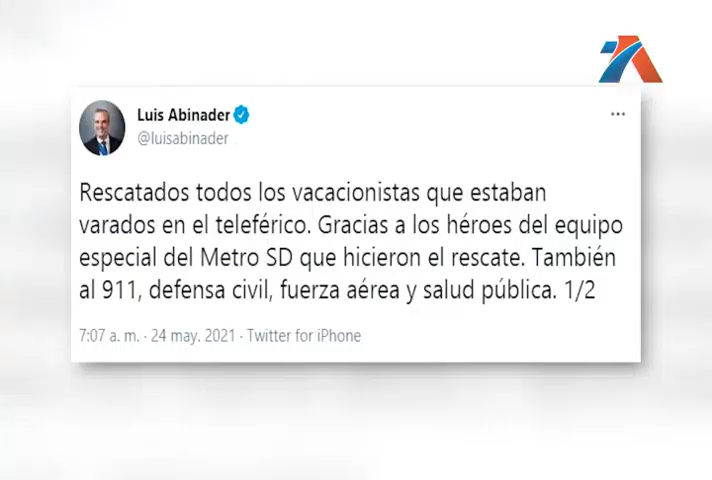 Luis Abinader
@luisabinader
Rescatados todos los vacacionistas que estaban
varados en el teleférico. Gracias a los héroes del equipo
especial del Metro SD que hicieron el rescate. También
al 911, defensa civil, fuerza aérea y salud pública. 1/2
7:07 a. m. · 24 may. 2021 · Twitter for iPhone